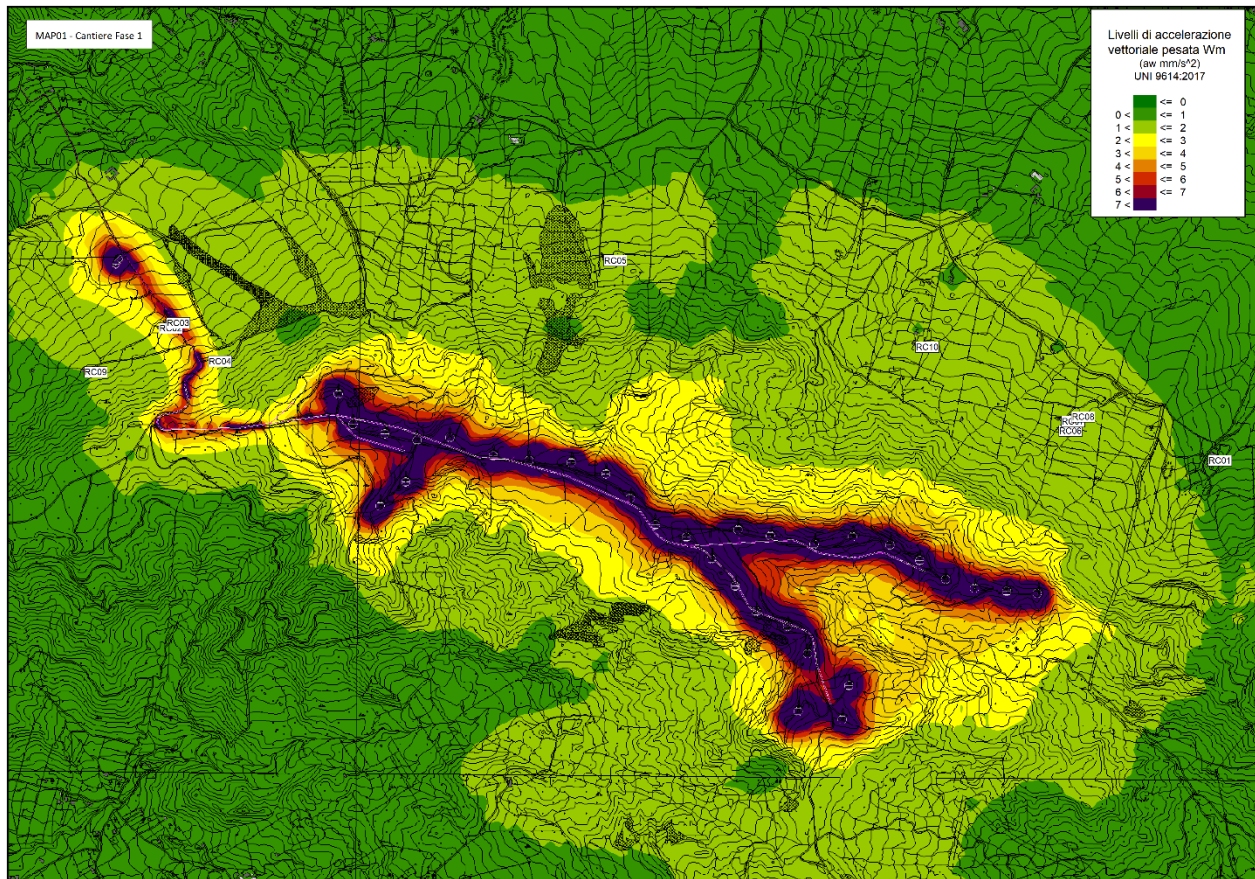 MAP01 - Cantiere Fase 1
Livelli di accelerazione
vettoriale pesata Wm
(aw mm/s^2)
UNI 9614:2017
<= 0
0 < <= 1
1 < <= 2
2 < <= 3
3 < <= 4
4 < <= 5
5 < <= 6
6 < <= 7
7 <
RC05
RC03
RC02
RC04
RC10
RC09
RC08
RC06
RC01